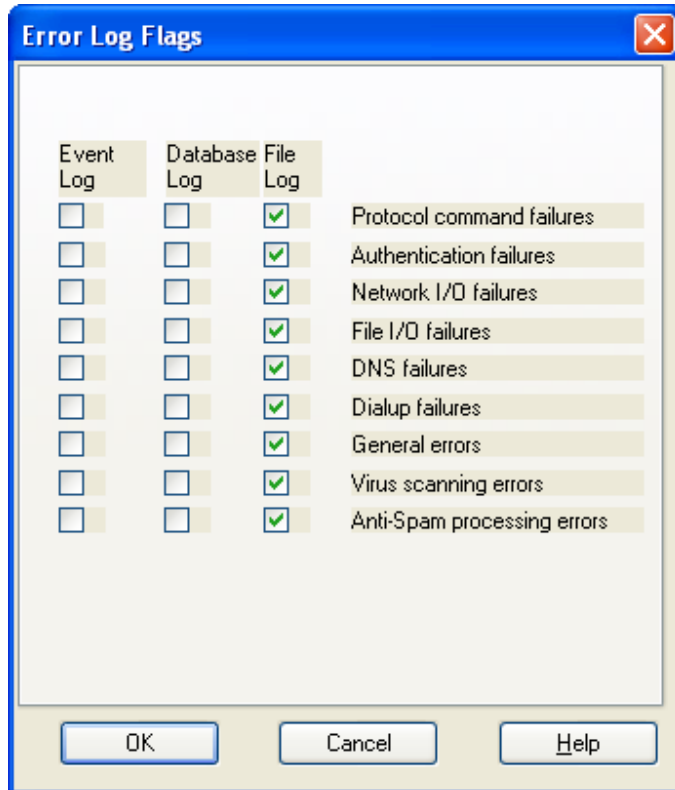 Error Log Flags
Event Log
Database Log
File Log
Protocol command failures
Authentication failures
Network I/O failures
File I/O failures
DNS failures
Dialup failures
General errors
Virus scanning errors
Anti-Spam processing errors
OK
Cancel
Help